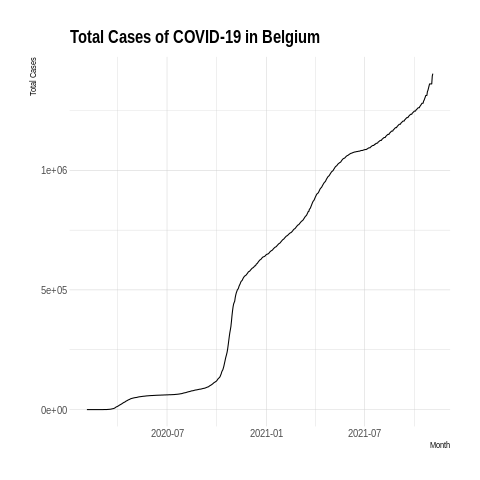 Total Cases of COVID-19 in Belgium
Total Cases
1e+06
5e+05
0e+00
2020-07 2021-01 2021-07
Month